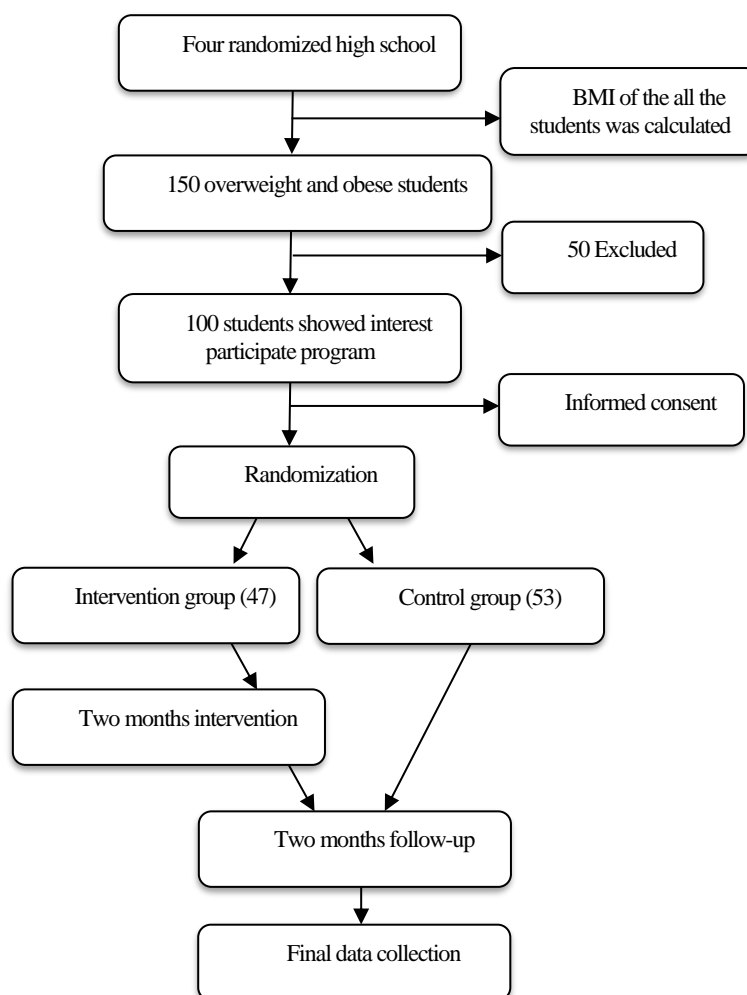 Four randomized high school
BMI of the all the
students was calculated
150 overweight and obese students
50 Excluded
100 students showed interest
participate program
Informed consent
Randomization
Intervention group (47)
Control group (53)
Two months intervention
Two months follow-up
Final data collection